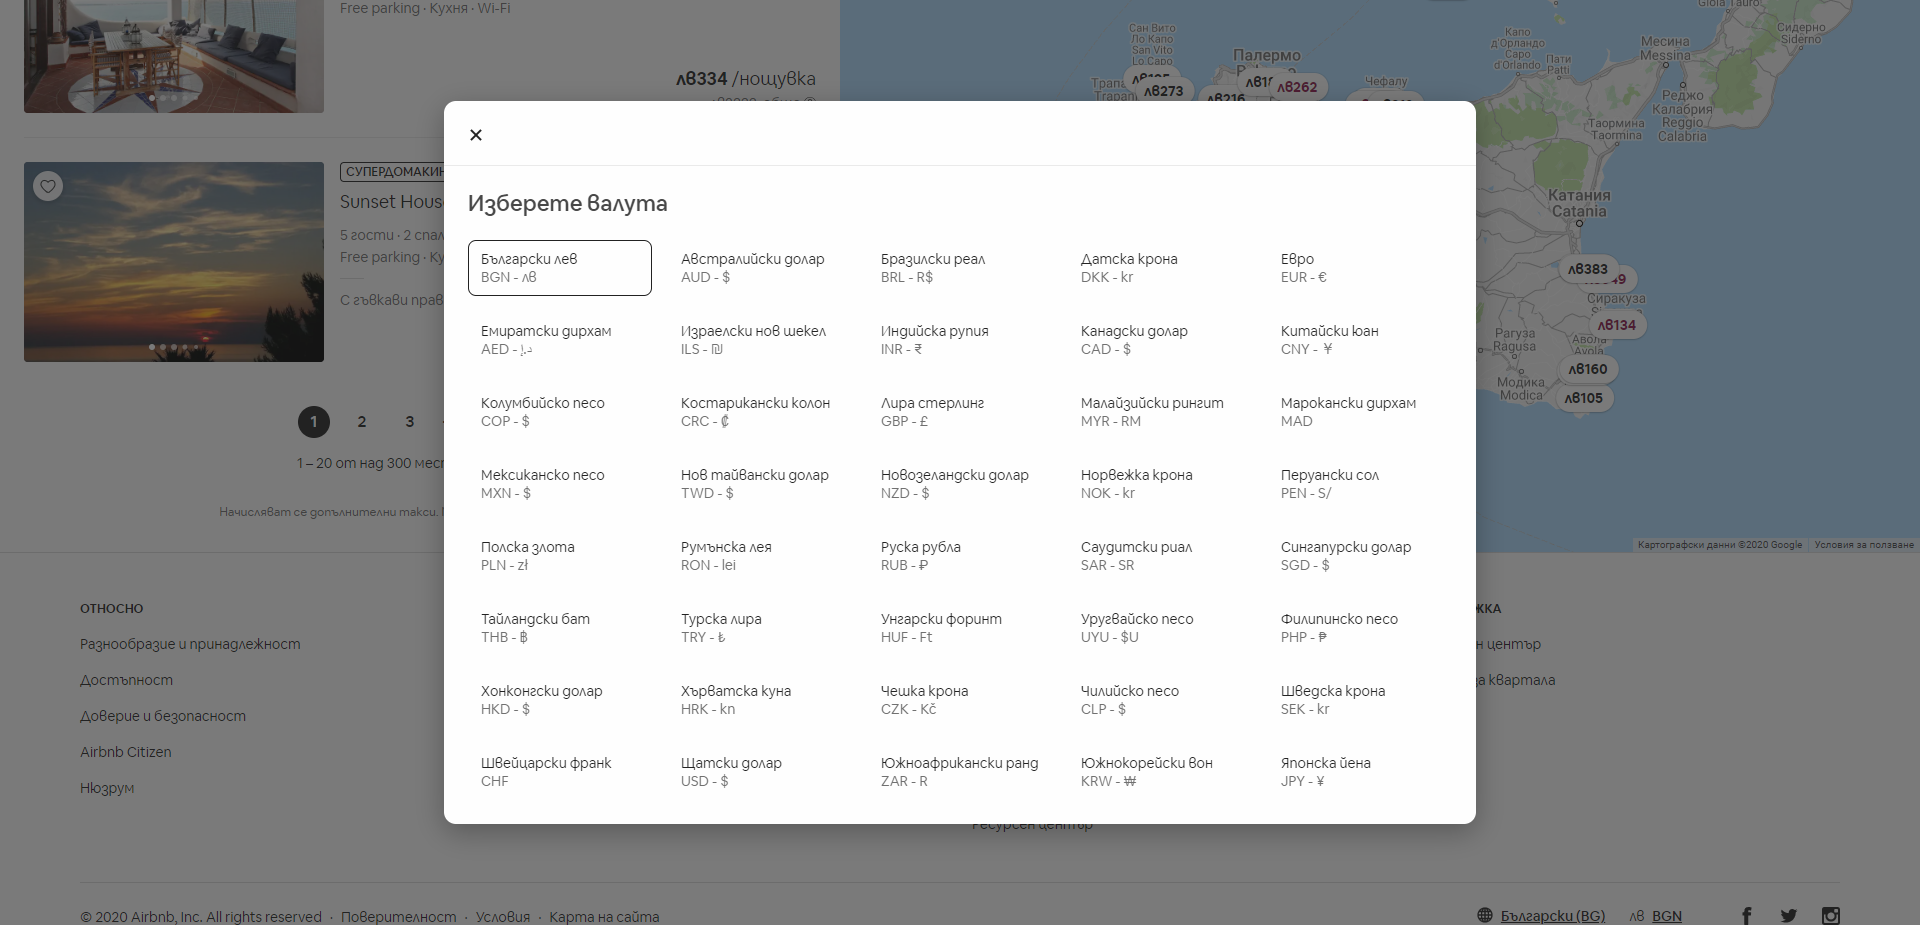 Free parking · Кухня · Wi-Fi
лв334 /нощувка
СУПЕРДОМАКИН
Sunset Hous
5 гости · 2 спал
Free parking · Ку
С гъвкави прав
1 2 3
1 – 20 от над 300 мест
Начисляват се допълнителни такси.
Изберете валута
Български лев
BGN - лв
Австралийски долар
AUD - $
Бразилски реал
BRL - R$
Датска крона
DKK - kr
Евро
EUR - €
Емиратски дирхам
AED - د.إ
Израелски нов шекел
ILS - ₪
Индийска рупия
INR - ₹
Канадски долар
CAD - $
Китайски юан
CNY - ￥
Колумбийско песо
COP - $
Костарикански колон
CRC - ₡
Лира стерлинг
GBP - £
Малайзийски рингит
MYR - RM
Марокански дирхам
MAD
Мексиканско песо
MXN - $
Нов тайвански долар
TWD - $
Новозеландски долар
NZD - $
Норвежка крона
NOK - kr
Перуански сол
PEN - S/
Полска злота
PLN - zł
Румънска лея
RON - lei
Руска рубла
RUB - ₽
Саудитски риал
SAR - SR
Сингапурски долар
SGD - $
Тайландски бат
THB - ฿
Турска лира
TRY - ₺
Унгарски форинт
HUF - Ft
Уругвайско песо
UYU - $U
Филипинско песо
PHP - ₱
Хонконгски долар
HKD - $
Хърватска куна
HRK - kn
Чешка крона
CZK - Kč
Чилийско песо
CLP - $
Шведска крона
SEK - kr
Швейцарски франк
CHF
Щатски долар
USD - $
Южноафрикански ранд
ZAR - R
Южнокорейски вон
KRW - ₩
Японска йена
JPY - ¥
Сан Вито
Ло Капо
San Vito
Lo Capo
Палермо
лв273
лв216
лв262
Чефалу
Капо
д'Орландо
Capo
d'Orlando
Пати
Patti
Месина
Messina
Сидерно
Siderno
Реджо
Калабрия
Reggio
Calabria
Таормина
Taormina
Катания
Catania
лв383
Сиракуза
лв134
Рагуза
Ragusa
Авола
Avola
лв160
Модика
Modica
лв105
Картографски данни ©2020 Google
Условия за ползване
ОТНОСНО
Разнообразие и принадлежност
Достъпност
Доверие и безопасност
Airbnb Citizen
Нюзрум
Ресурсен център
ЖКА
н център
за квартала
© 2020 Airbnb, Inc. All rights reserved · Поверителност · Условия · Карта на сайта
Български (BG) лв BGN